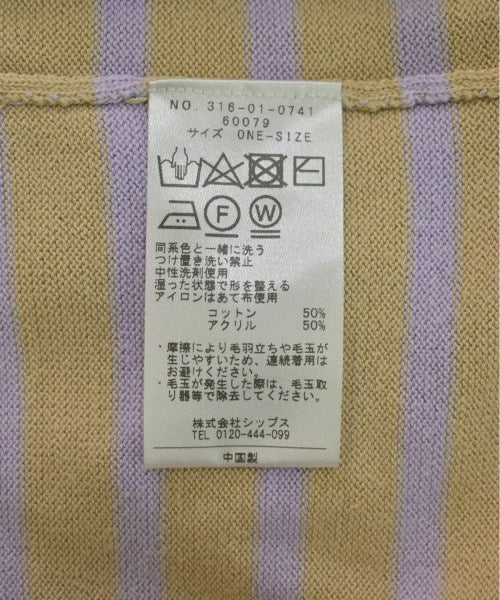 NO. 316-01-0741
60079
サイズ ONE-SIZE
F W
同系色と一緒に洗う
つけ置き洗い禁止
中性洗剤使用
湿った状態で形を整える
アイロンはあて布使用
コットン 50%
アクリル 50%
・摩擦により毛羽立ちや毛玉が
生じやすいため、連続着用は
お避けください。
・毛玉が発生した際は、毛玉取
り器等で除去してください。
株式会社シップス
TEL 0120-444-099
中国製